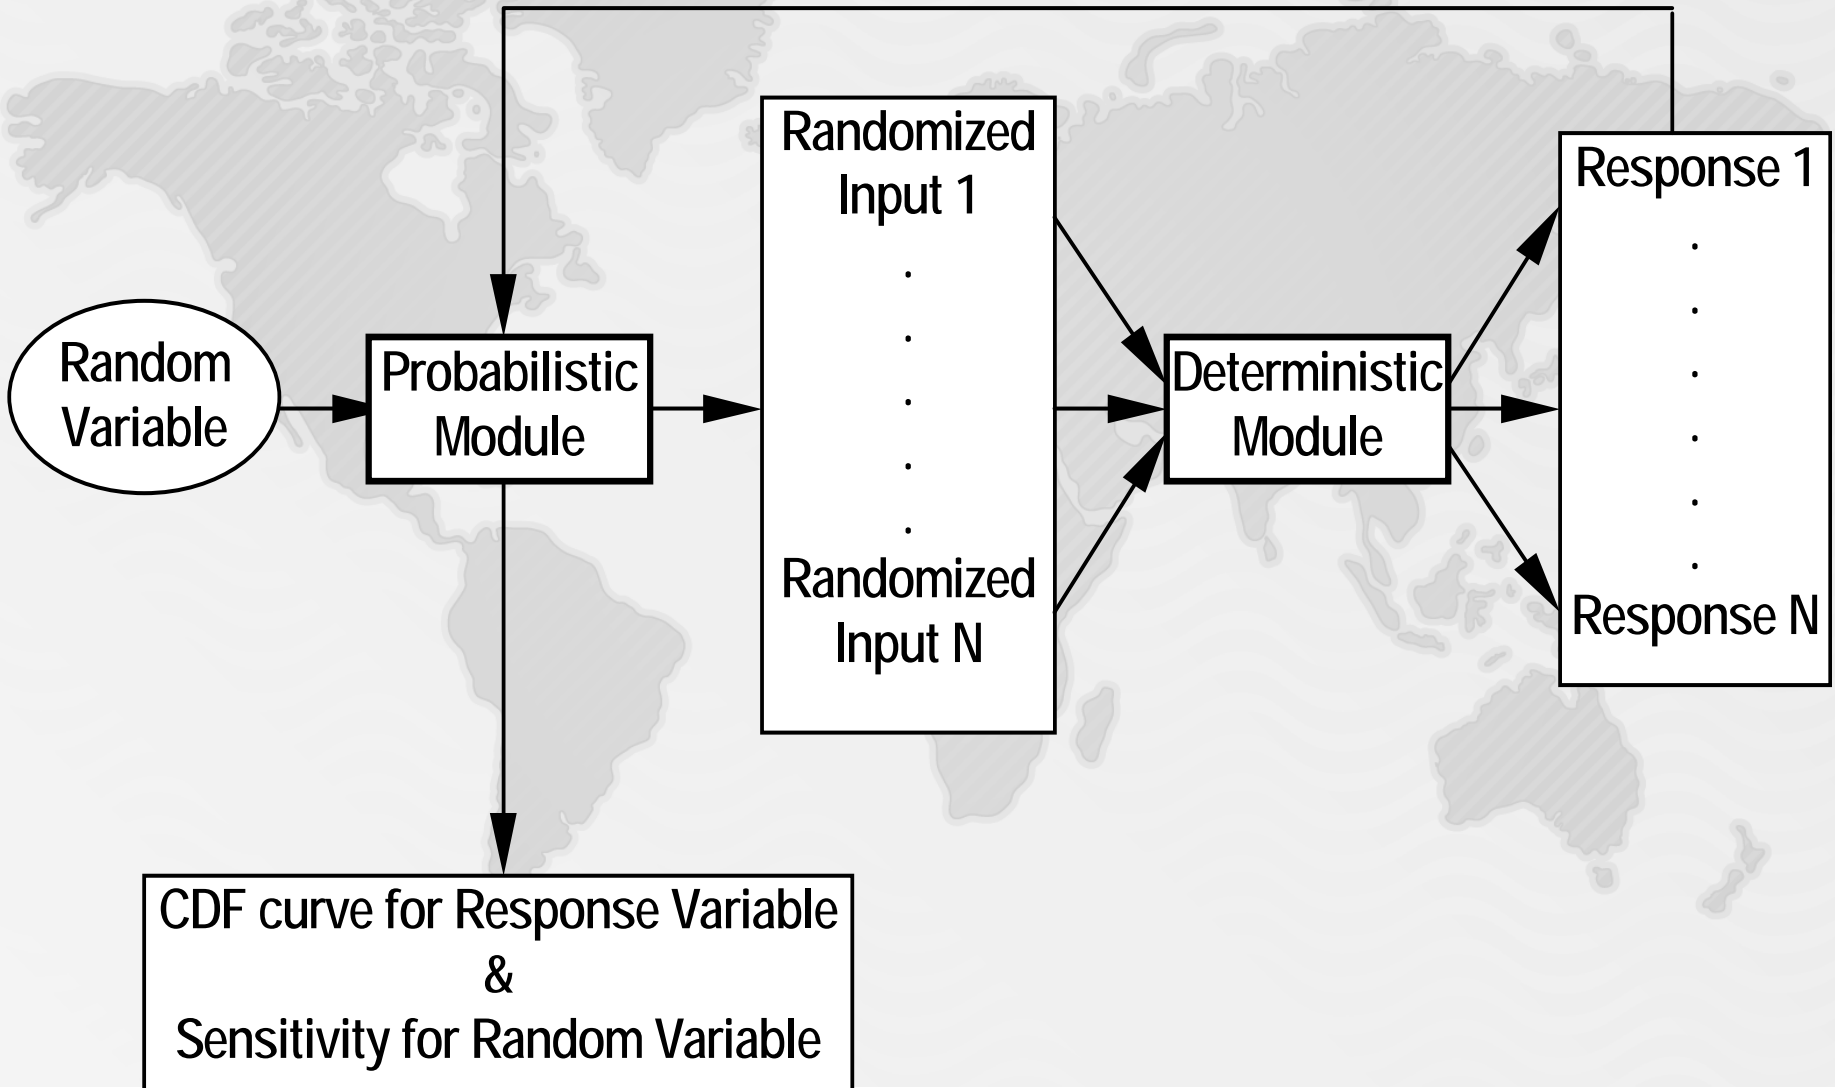 Random
Variable
Probabilistic
Module
Randomized
Input 1
.
.
.
.
.
Randomized
Input N
Deterministic
Module
Response 1
.
.
.
.
.
.
Response N
CDF curve for Response Variable
&
Sensitivity for Random Variable